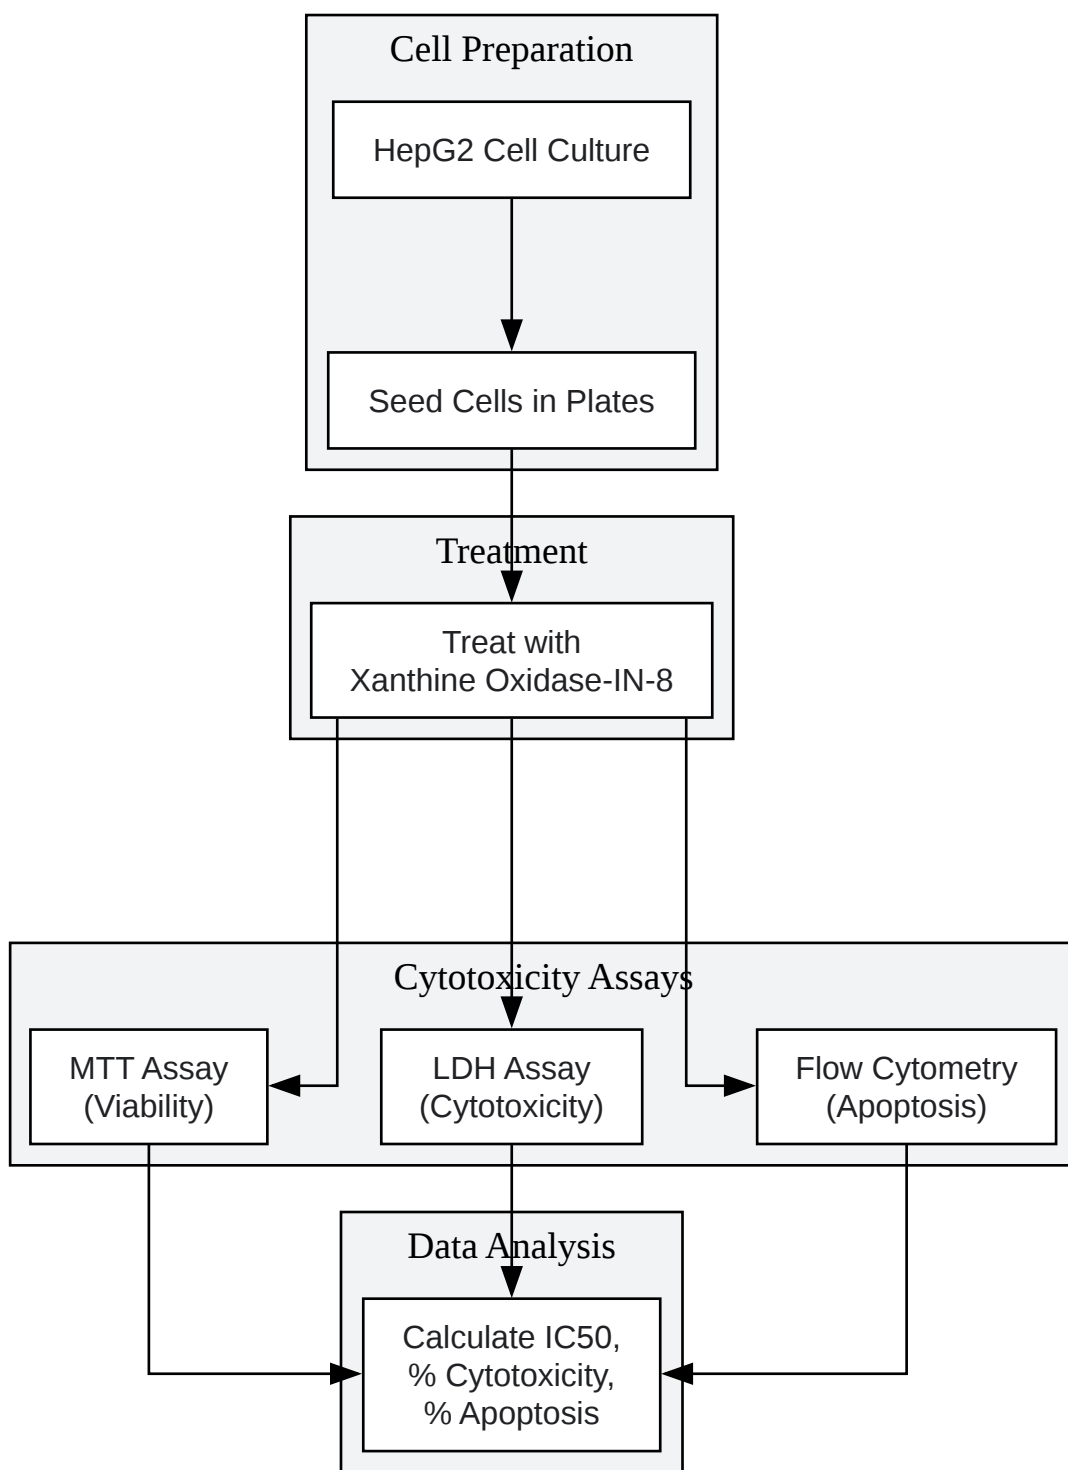 Cell Preparation
HepG2 Cell Culture
Seed Cells in Plates
Treatment
Treat with
Xanthine Oxidase-IN-8
Cytotoxicity Assays
MTT Assay
(Viability)
LDH Assay
(Cytotoxicity)
Flow Cytometry
(Apoptosis)
Data Analysis
Calculate IC50,
% Cytotoxicity,
% Apoptosis